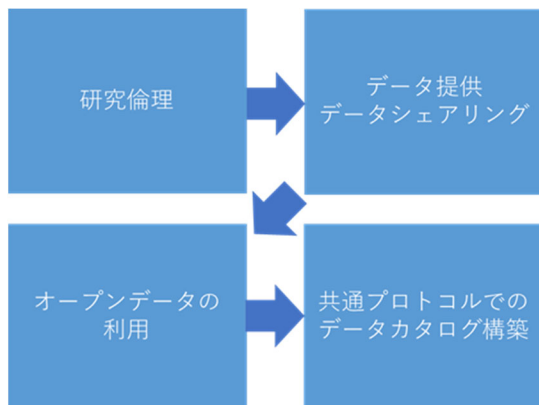 研究倫理
データ提供
データシェアリング
オープンデータの
利用
共通プロトコルでの
データカタログ構築